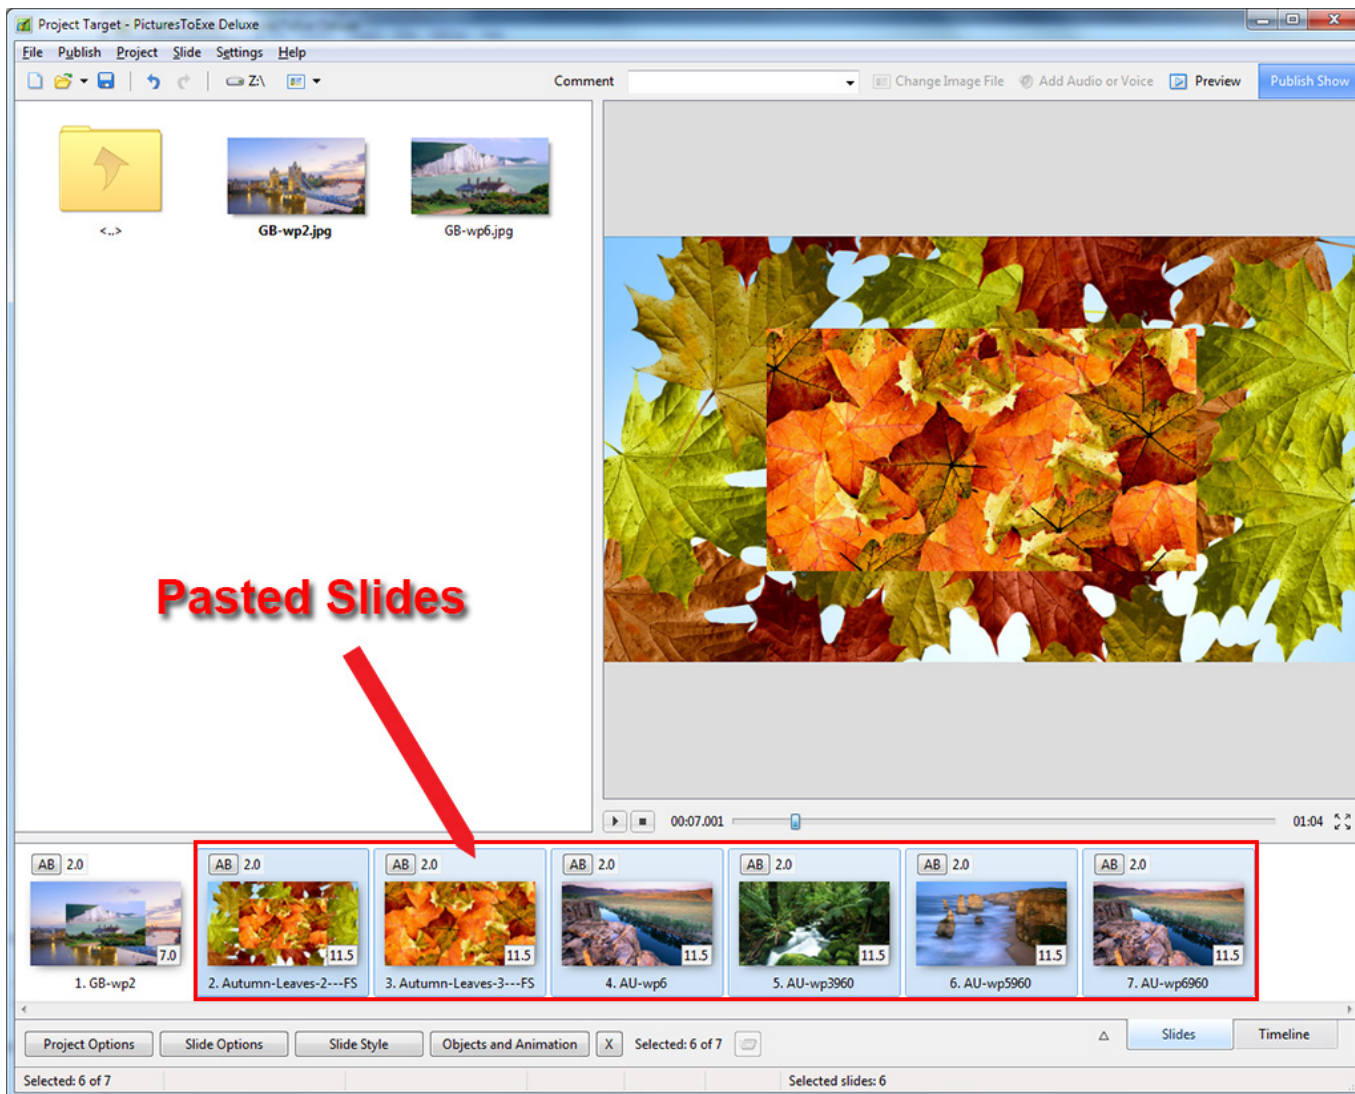 Project Target - PicturesToExe Deluxe
File Publish Project Slide Settings Help
Z:\ Comment Change Image File Add Audio or Voice Preview Publish Show
<..> GB-wp2.jpg GB-wp6.jpg
Pasted Slides
00:07.001 01:04
AB 2.0 AB 2.0 AB 2.0 AB 2.0 AB 2.0 AB 2.0 AB 2.0
7.0 11.5 11.5 11.5 11.5 11.5 11.5
1. GB-wp2 2. Autumn-Leaves-2---FS 3. Autumn-Leaves-3---FS 4. AU-wp6 5. AU-wp3960 6. AU-wp5960 7. AU-wp6960
Project Options Slide Options Slide Style Objects and Animation X Selected: 6 of 7 Slides Timeline
Selected: 6 of 7 Selected slides: 6